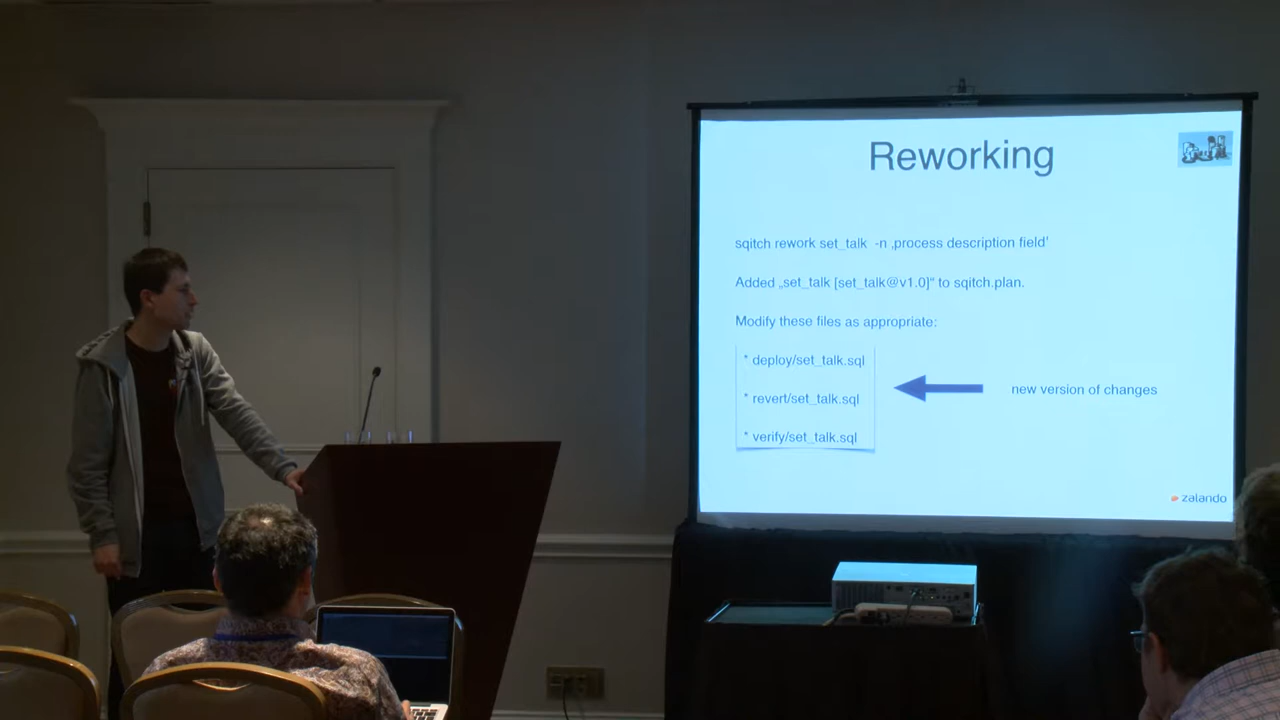 Reworking
sqitch rework set_talk -n ‚process description field'
Added „set_talk [set_talk@v1.0]“ to sqitch.plan.
Modify these files as appropriate:
* deploy/set_talk.sql
* revert/set_talk.sql
* verify/set_talk.sql
new version of changes
zalando